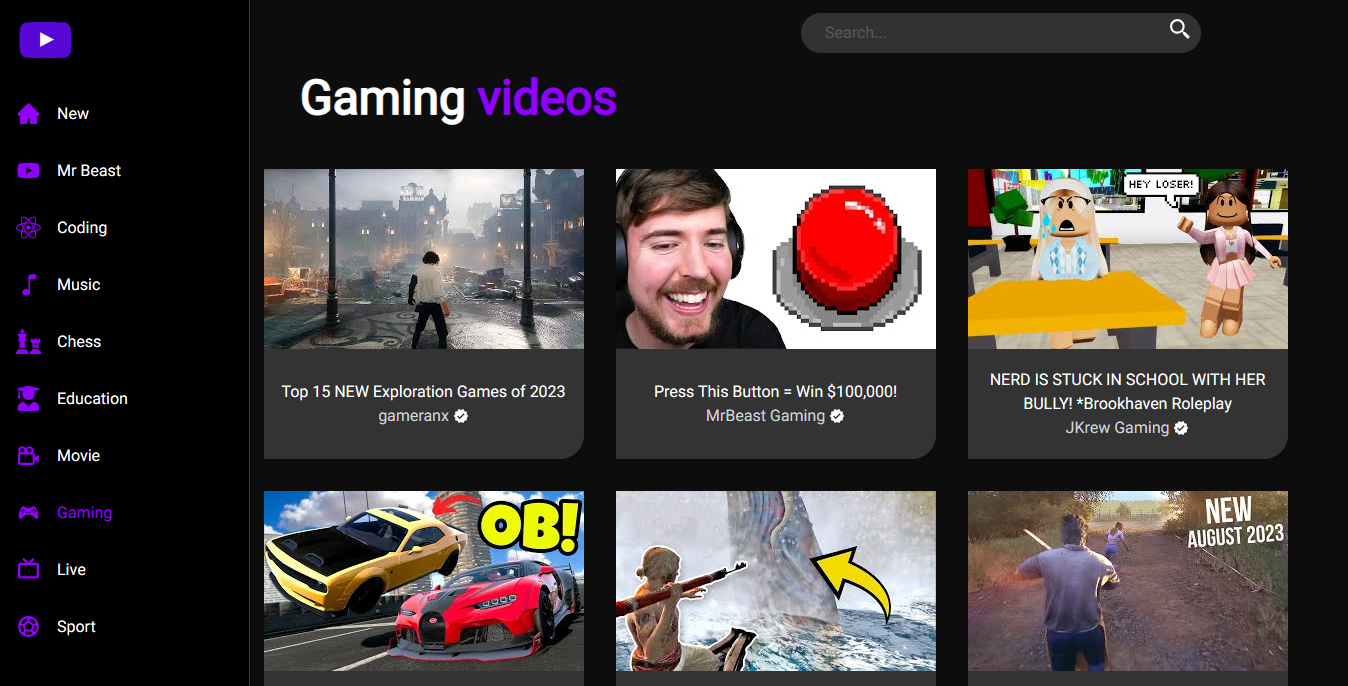 Search...
Gaming videos
New
Mr Beast
Coding
Music
Chess
Education
Movie
Gaming
Live
Sport
HEY LOSER!
Top 15 NEW Exploration Games of 2023
gameranx
Press This Button = Win $100,000!
MrBeast Gaming
NERD IS STUCK IN SCHOOL WITH HER
BULLY! *Brookhaven Roleplay
JKrew Gaming
OB!
NEW
AUGUST 2023